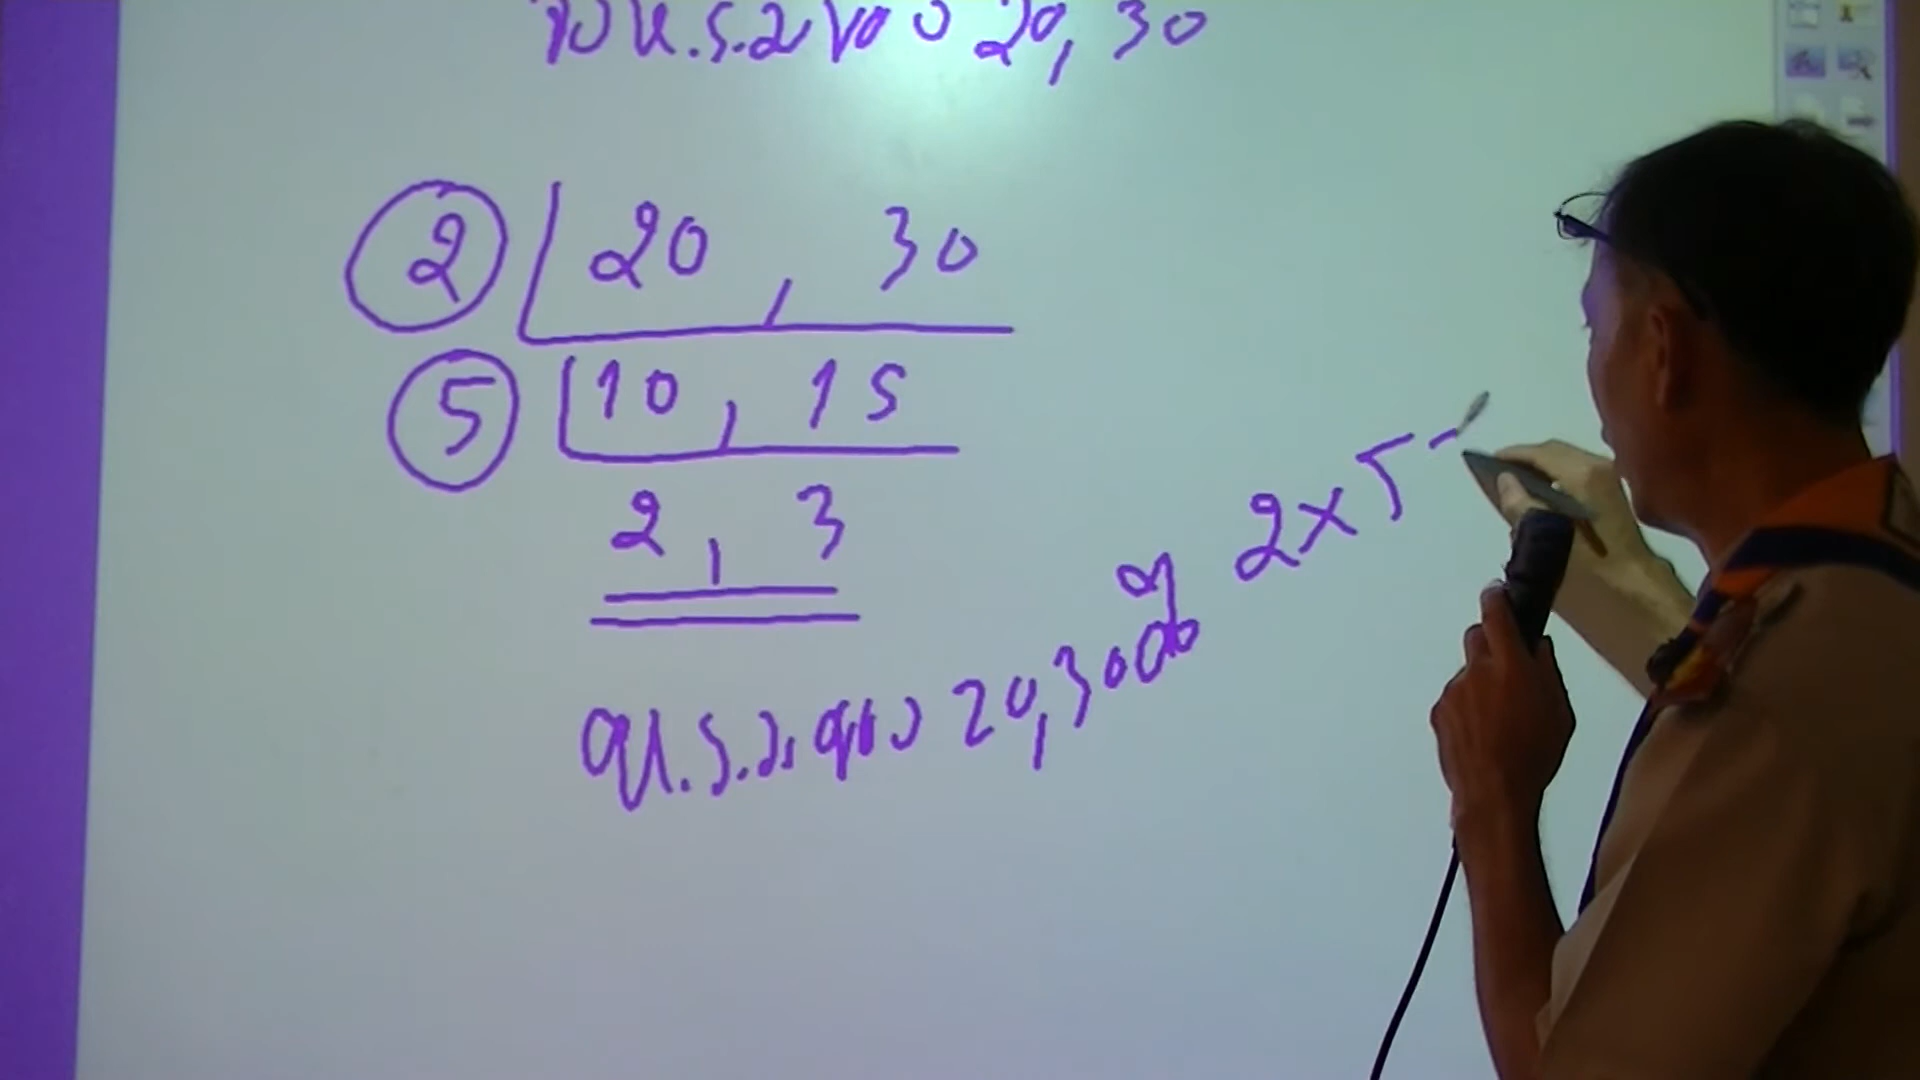 ห.ร.ม ของ 20, 30
2 20 , 30
5 10 , 15
2 , 3
ห.ร.ม. ของ 20, 30 คือ 2 x 5